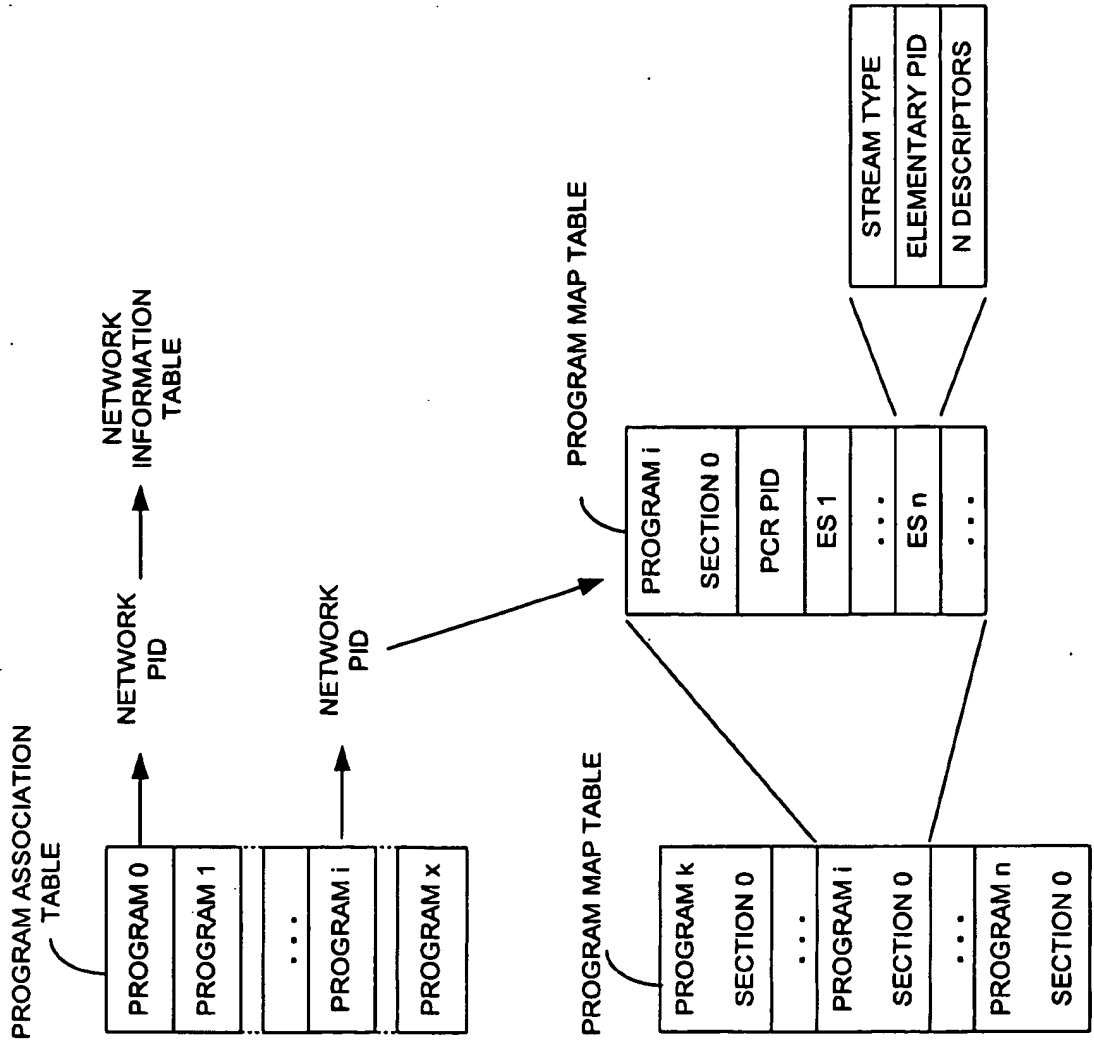 PROGRAM ASSOCIATION
TABLE
PROGRAM 0
PROGRAM 1
...
PROGRAM i
PROGRAM x
NETWORK
PID
NETWORK
INFORMATION
TABLE
NETWORK
PID
PROGRAM MAP TABLE
PROGRAM k
SECTION 0
...
PROGRAM i
SECTION 0
...
PROGRAM n
SECTION 0
PROGRAM MAP TABLE
PROGRAM i
SECTION 0
PCR PID
ES 1
...
ES n
...
STREAM TYPE
ELEMENTARY PID
N DESCRIPTORS